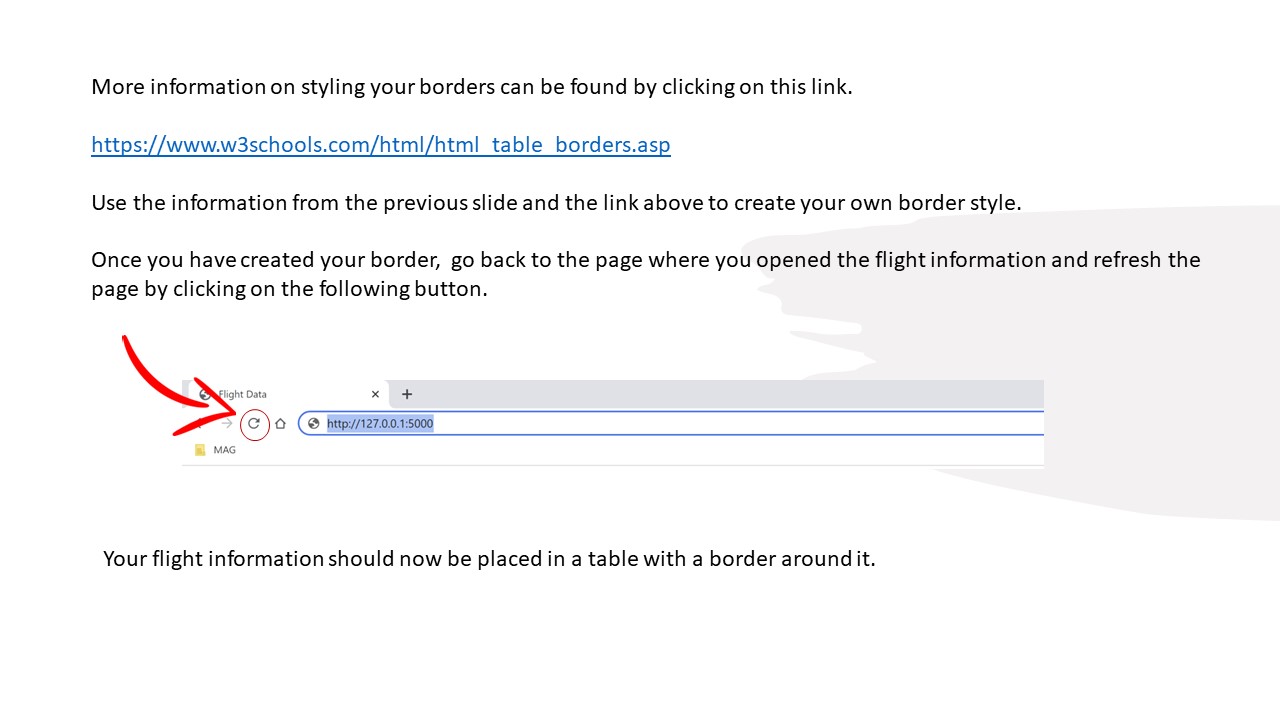 More information on styling your borders can be found by clicking on this link.
https://www.w3schools.com/html/html_table_borders.asp
Use the information from the previous slide and the link above to create your own border style.
Once you have created your border,  go back to the page where you opened the flight information and refresh the
page by clicking on the following button.
Flight Data
http://127.0.0.1:5000
MAG
Your flight information should now be placed in a table with a border around it.